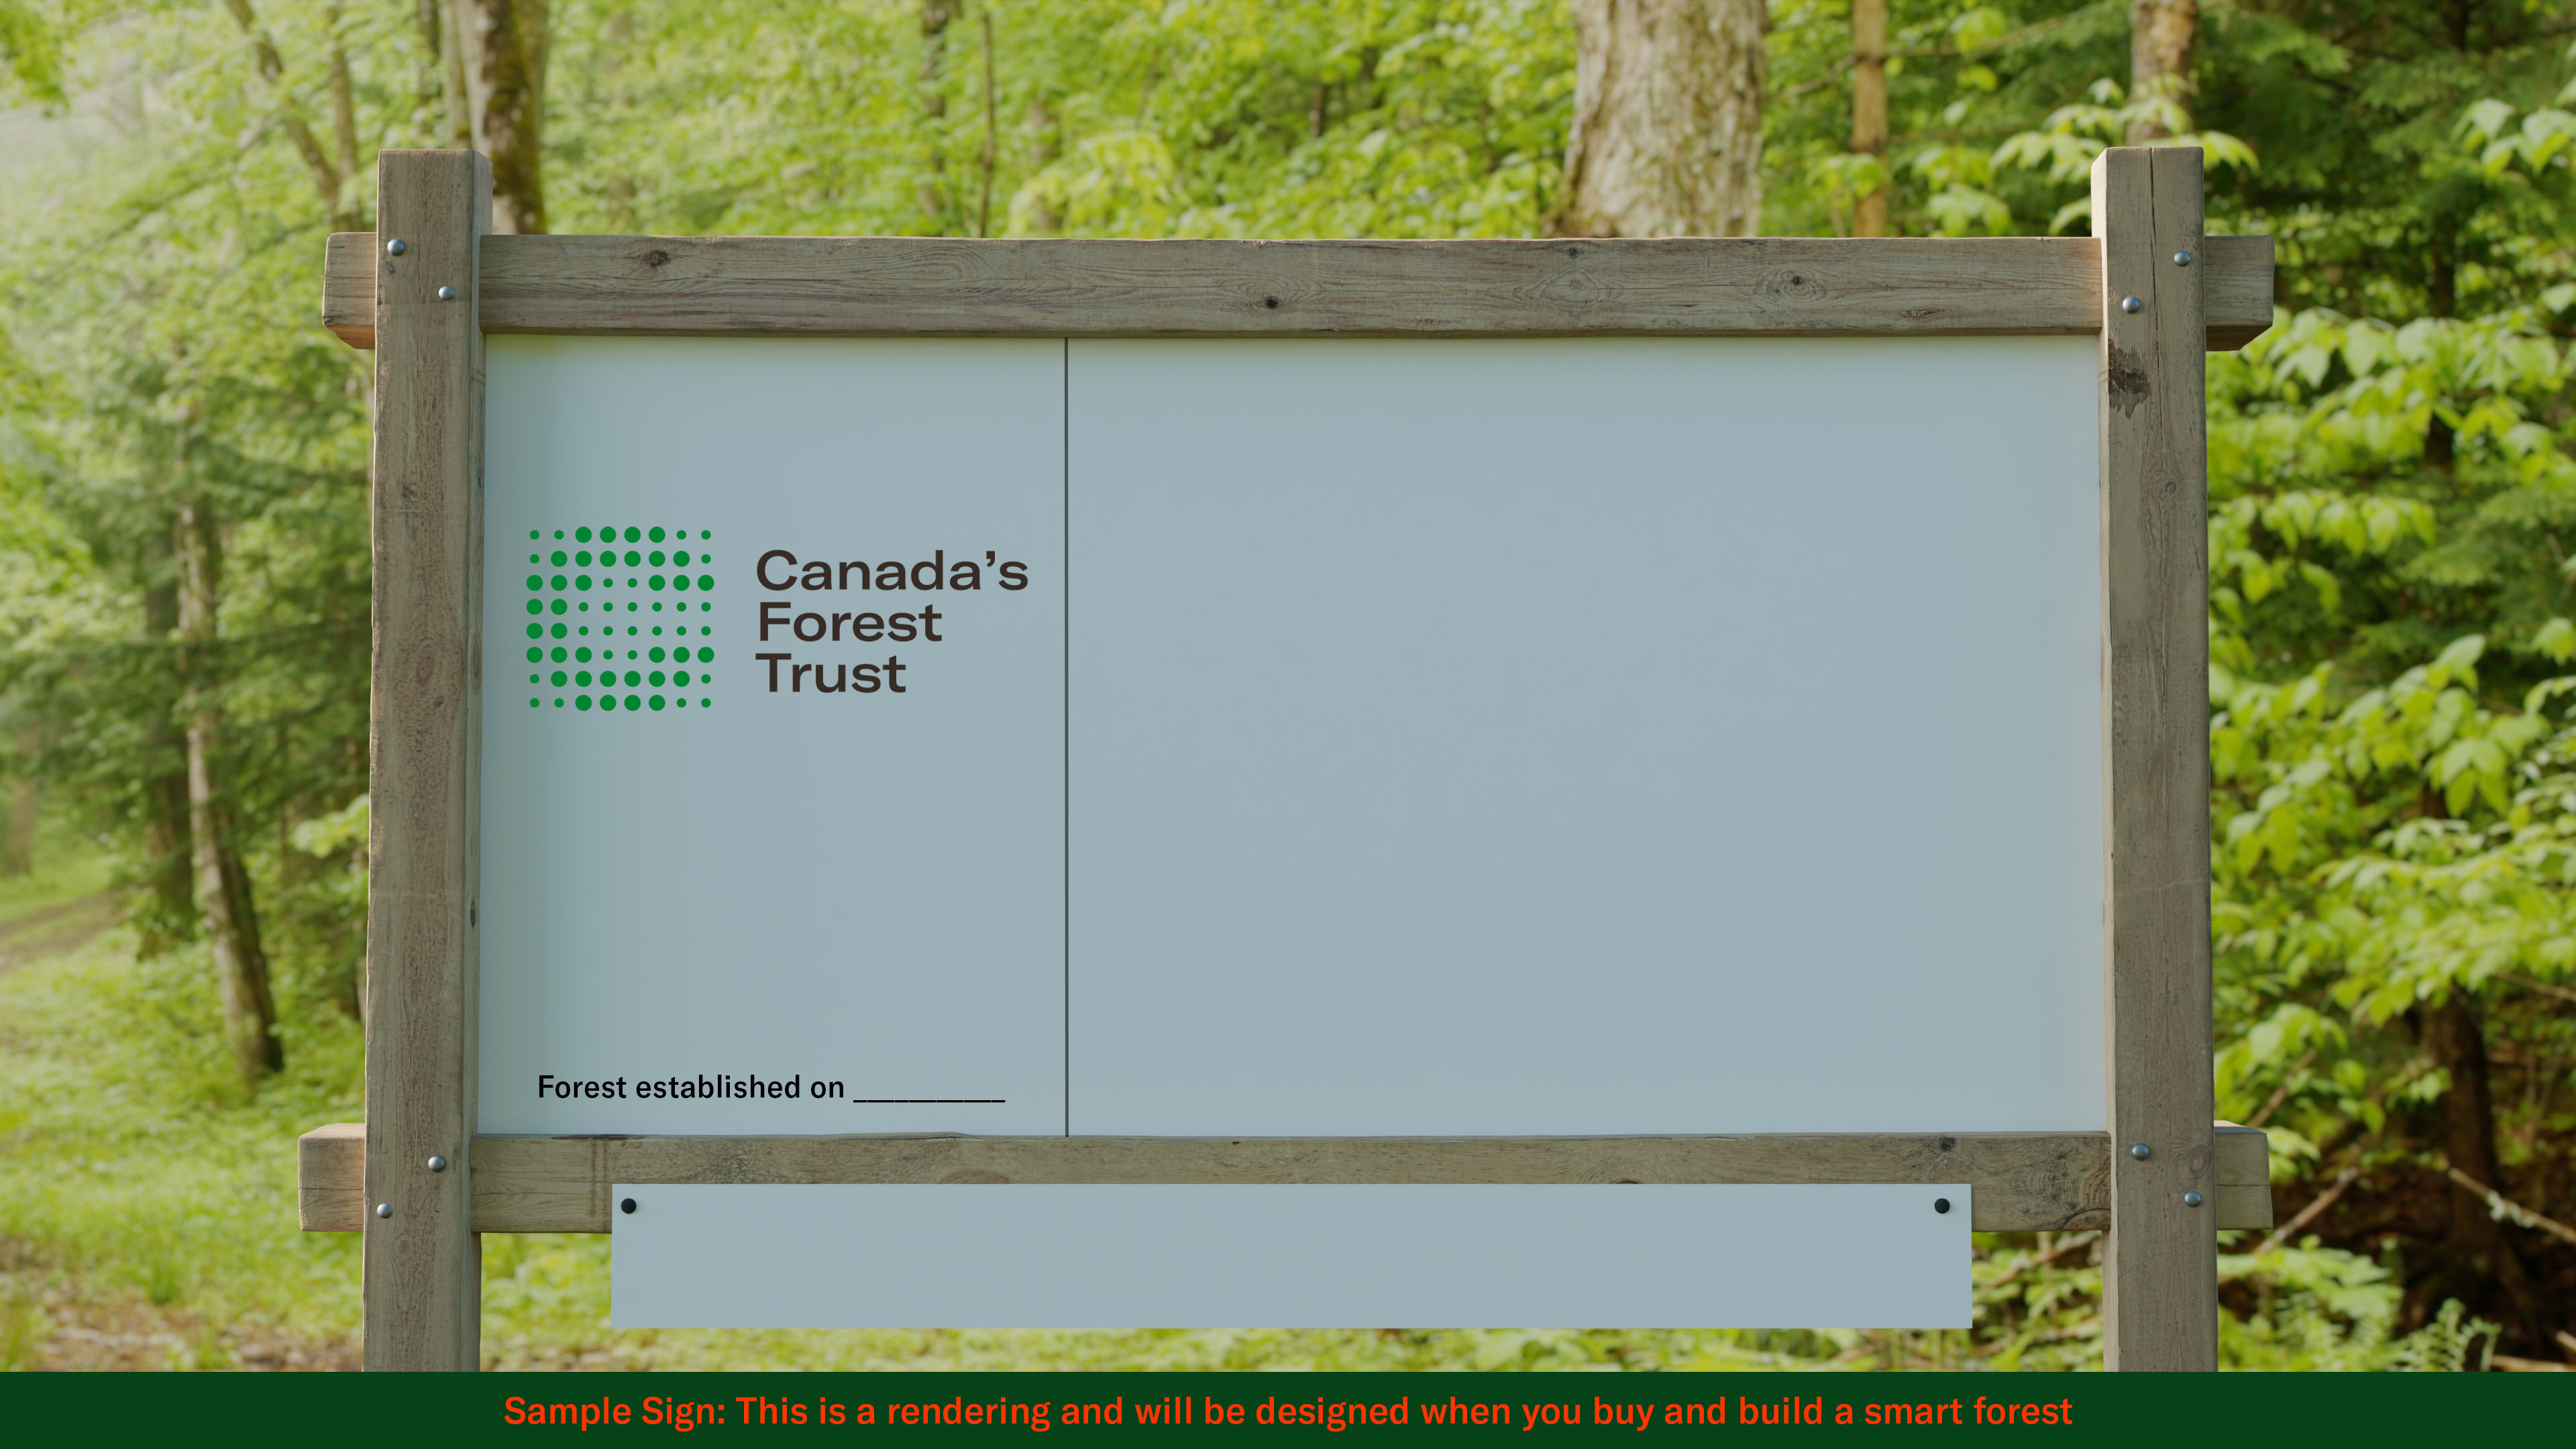 Canada’s
Forest
Trust
Forest established on ___________
Sample Sign: This is a rendering and will be designed when you buy and build a smart forest